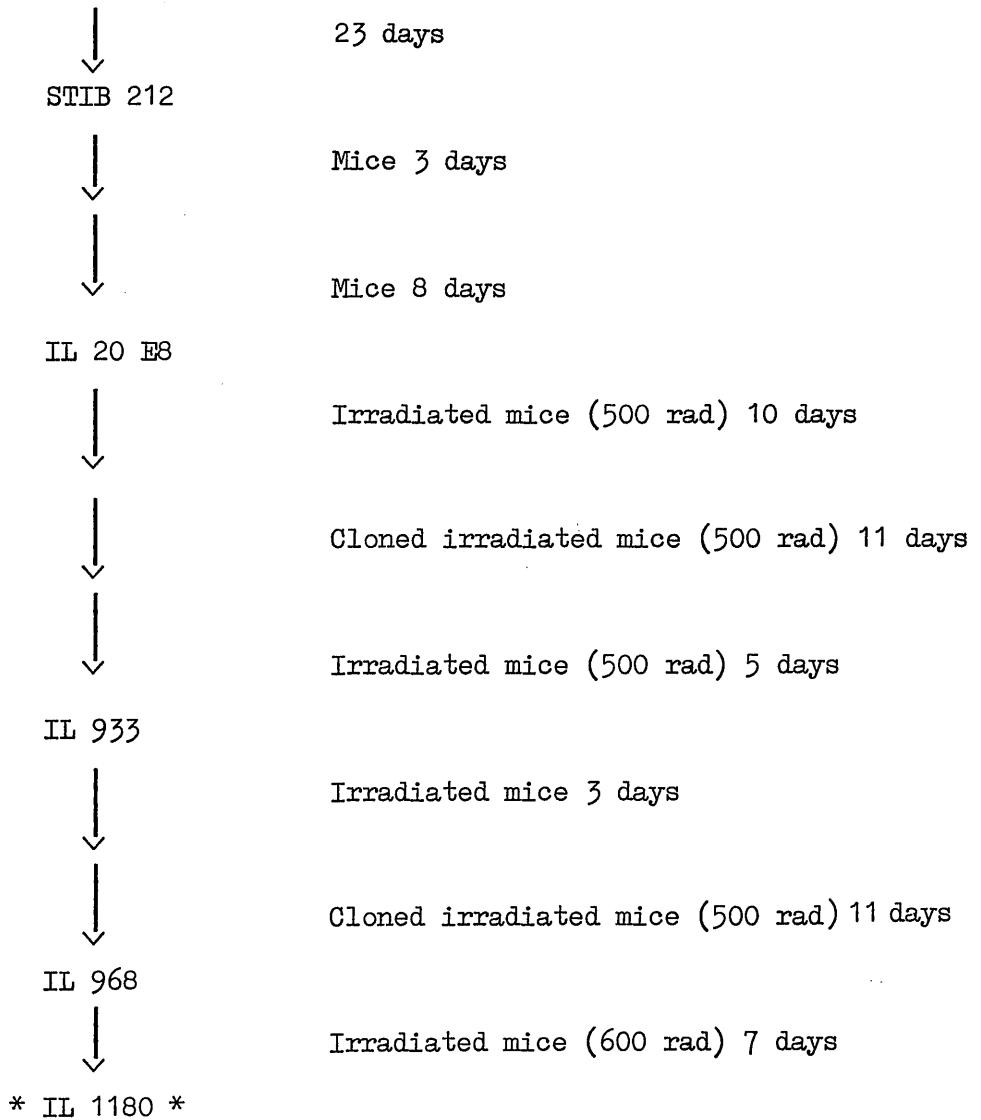 23 days
STIB 212
Mice 3 days
Mice 8 days
IL 20 E8
Irradiated mice (500 rad) 10 days
Cloned irradiated mice (500 rad) 11 days
Irradiated mice (500 rad) 5 days
IL 933
Irradiated mice 3 days
Cloned irradiated mice (500 rad) 11 days
IL 968
Irradiated mice (600 rad) 7 days
* IL 1180 *